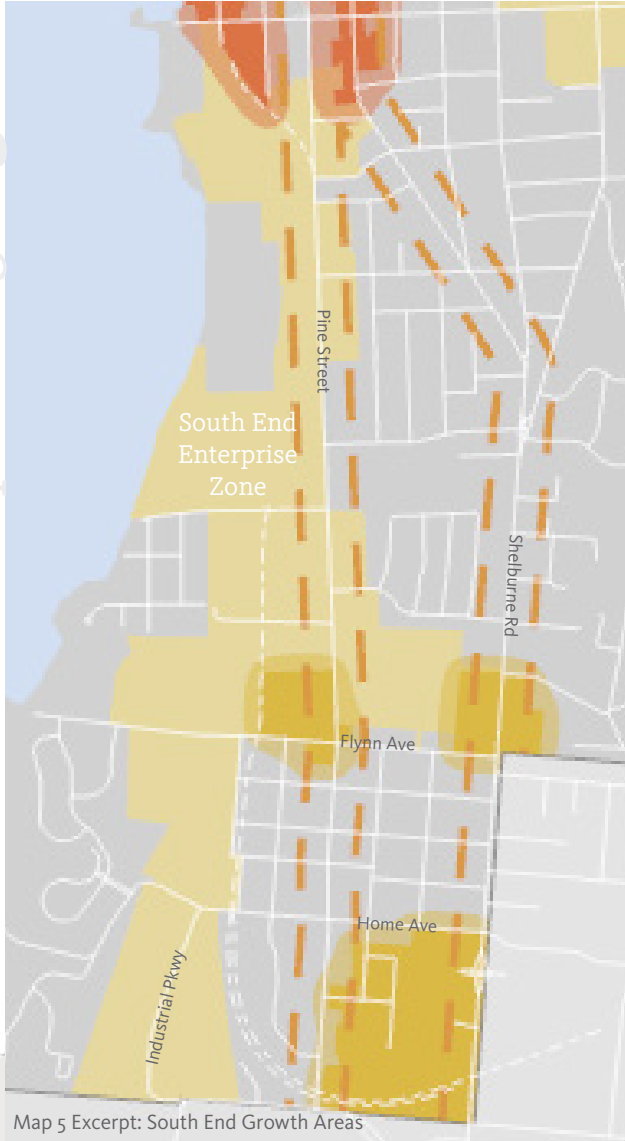 Pine Street
South End
Enterprise
Zone
Shelburne Rd
Flynn Ave
Home Ave
Industrial Pkwy
Map 5 Excerpt: South End Growth Areas